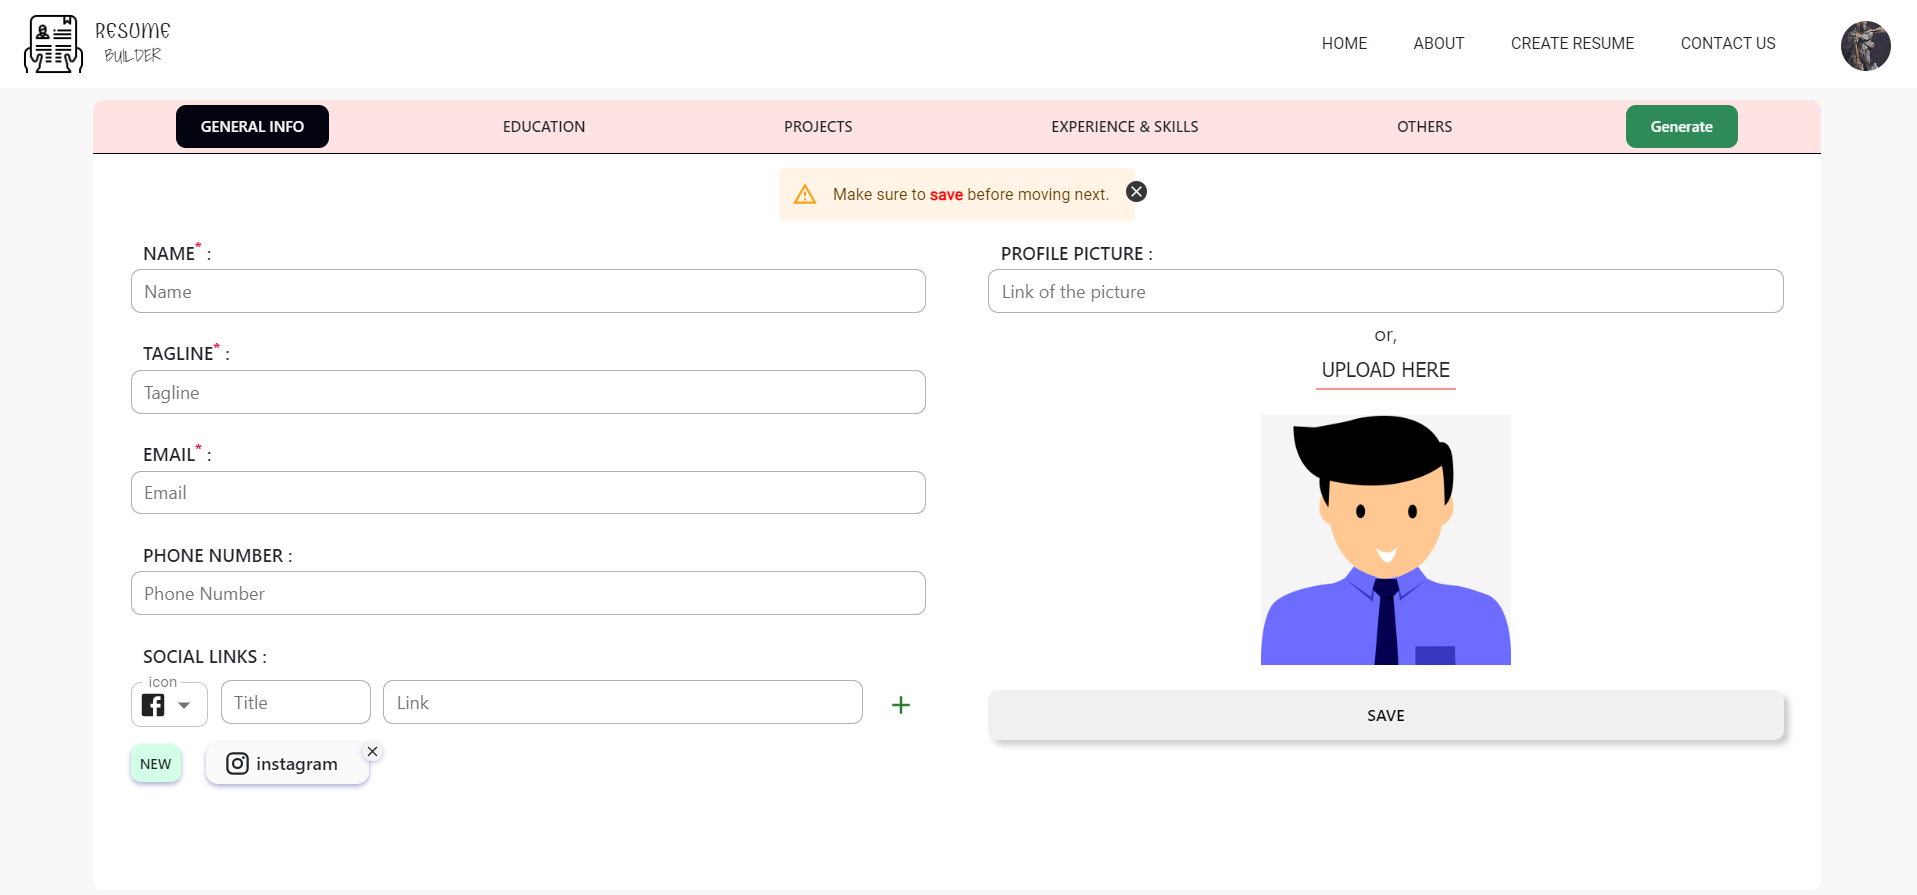 RESUME
BUILDER
HOME ABOUT CREATE RESUME CONTACT US
GENERAL INFO EDUCATION PROJECTS EXPERIENCE & SKILLS OTHERS Generate
Make sure to save before moving next.
NAME* :
Name
TAGLINE* :
Tagline
EMAIL* :
Email
PHONE NUMBER :
Phone Number
SOCIAL LINKS :
icon
Title Link
NEW instagram
PROFILE PICTURE :
Link of the picture
or,
UPLOAD HERE
SAVE